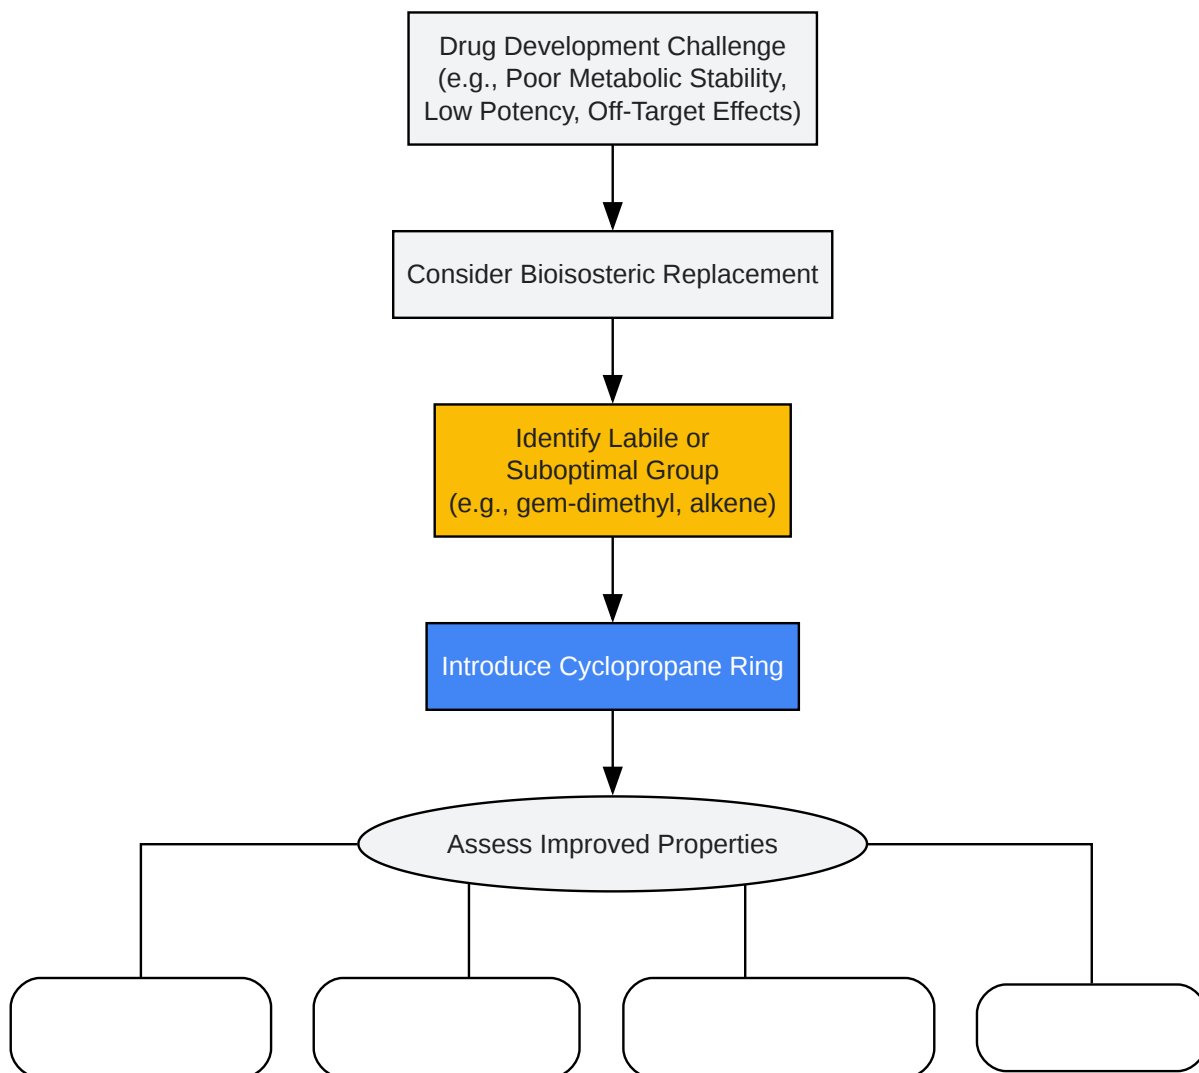 Drug Development Challenge
(e.g., Poor Metabolic Stability,
Low Potency, Off-Target Effects)
Consider Bioisosteric Replacement
Identify Labile or
Suboptimal Group
(e.g., gem-dimethyl, alkene)
Introduce Cyclopropane Ring
Assess Improved Properties